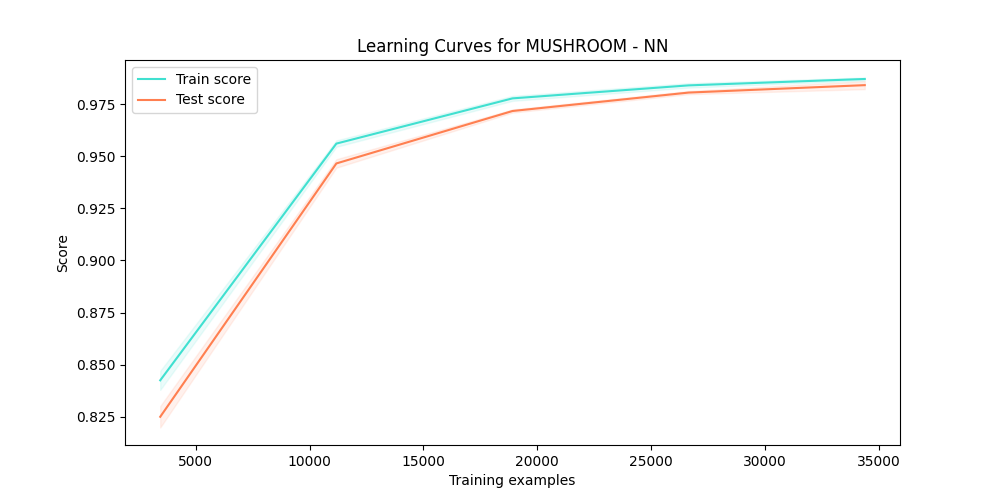 Learning Curves for MUSHROOM - NN
Train score
Test score
0.975
0.950
0.925
0.900
0.875
0.850
0.825
Score
5000 10000 15000 20000 25000 30000 35000
Training examples